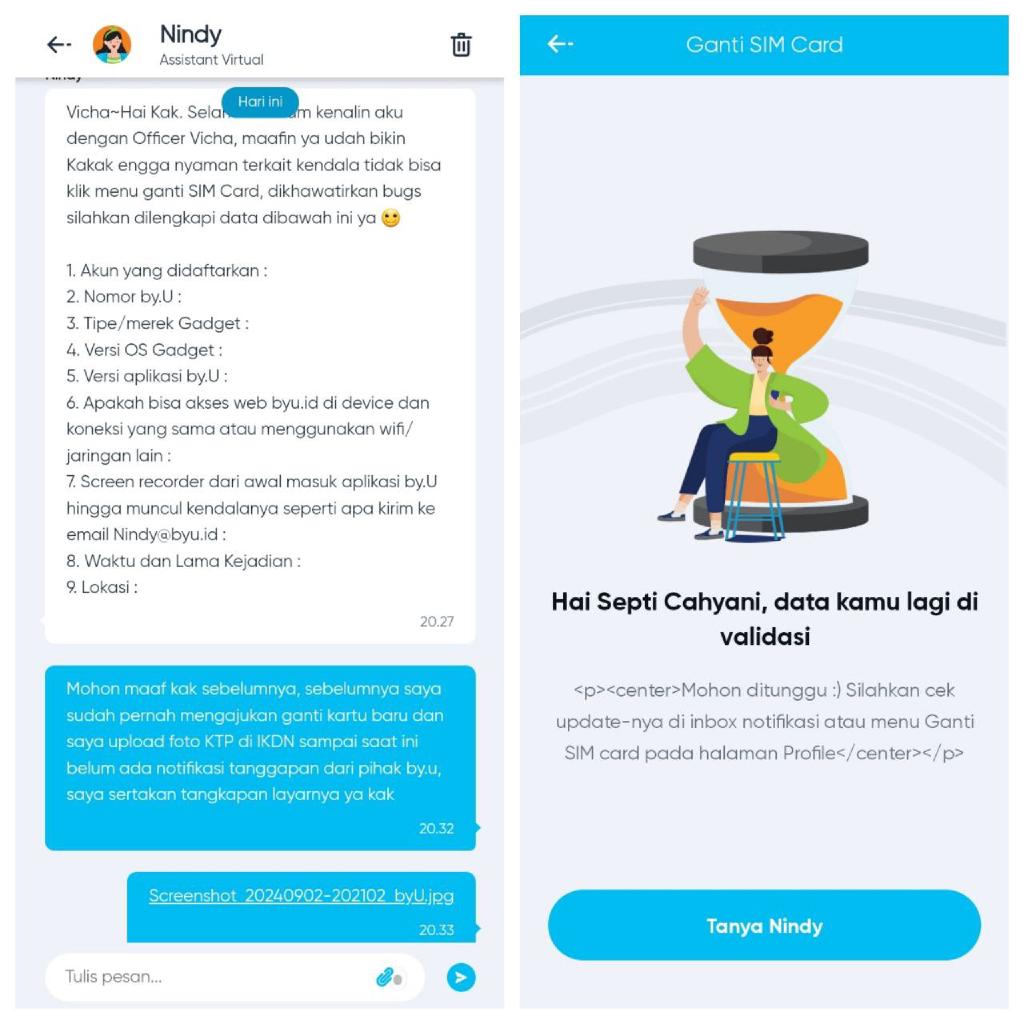 Nindy
Assistant Virtual
Nindy
Hari ini
Vicha~Hai Kak. kenalin aku
dengan Officer Vicha, maafin ya udah bikin
Kakak engga nyaman terkait kendala tidak bisa
klik menu ganti SIM Card, dikhawatirkan bugs
silahkan dilengkapi data dibawah ini ya 😊
1. Akun yang didaftarkan :
2. Nomor by.U :
3. Tipe/merek Gadget :
4. Versi OS Gadget :
5. Versi aplikasi by.U :
6. Apakah bisa akses web byu.id di device dan
koneksi yang sama atau menggunakan wifi/
jaringan lain :
7. Screen recorder dari awal masuk aplikasi by.U
hingga muncul kendalanya seperti apa kirim ke
email Nindy@byu.id :
8. Waktu dan Lama Kejadian :
9. Lokasi :
20.27
Mohon maaf kak sebelumnya, sebelumnya saya
sudah pernah mengajukan ganti kartu baru dan
saya upload foto KTP di IKDN sampai saat ini
belum ada notifikasi tanggapan dari pihak by.u,
saya sertakan tangkapan layarnya ya kak
20.32
Screenshot_20240902-202102_byU.jpg
20.33
Tulis pesan...
Ganti SIM Card
Hai Septi Cahyani, data kamu lagi di
validasi
<p><center>Mohon ditunggu :) Silahkan cek
update-nya di inbox notifikasi atau menu Ganti
SIM card pada halaman Profile</center></p>
Tanya Nindy